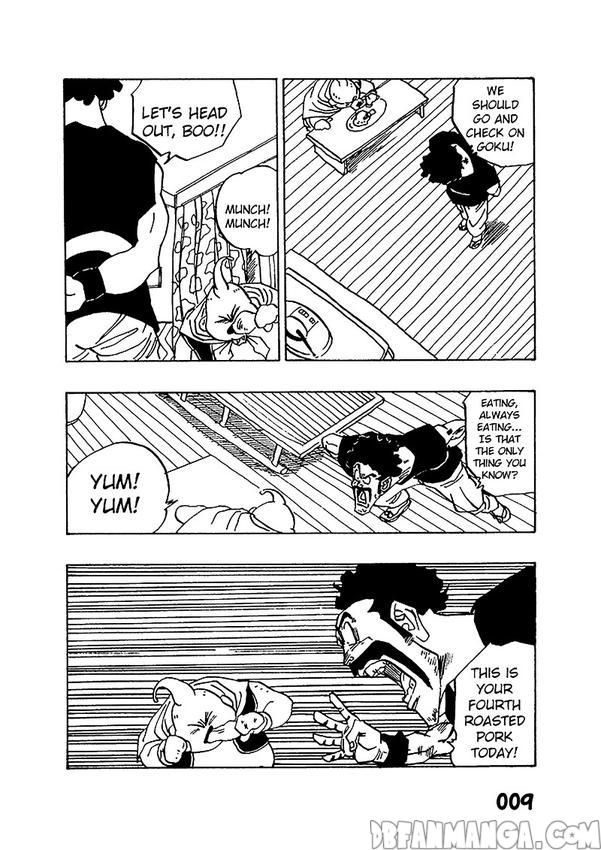 WE
SHOULD
GO AND
CHECK ON
GOKU!
LET'S HEAD
OUT, BOO!!
MUNCH!
MUNCH!
EATING,
ALWAYS
EATING...
IS THAT
THE ONLY
THING YOU
KNOW?
YUM!
YUM!
THIS IS
YOUR
FOURTH
ROASTED
PORK
TODAY!
009
DBFANMANGA.COM